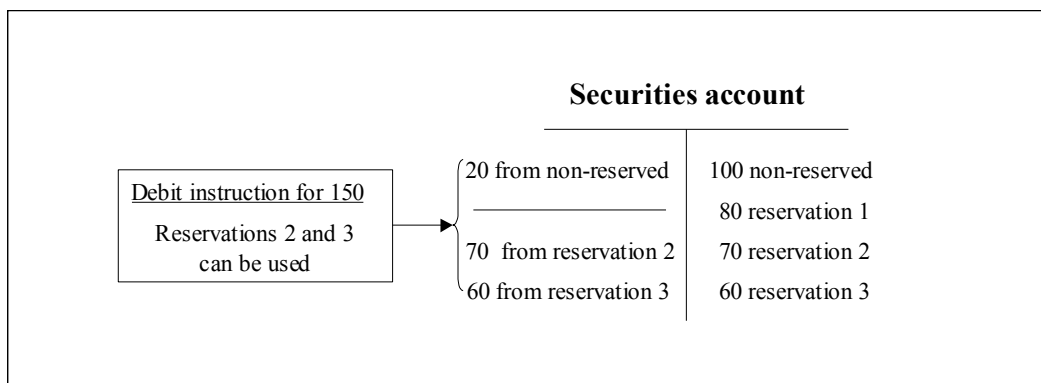 Securities account
Debit instruction for 150
Reservations 2 and 3
can be used
20 from non-reserved
70 from reservation 2
60 from reservation 3
100 non-reserved
80 reservation 1
70 reservation 2
60 reservation 3